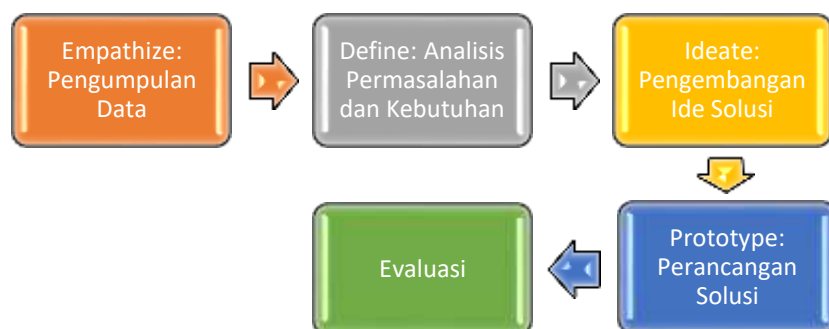 Empathize:
Pengumpulan
Data
Define: Analisis
Permasalahan
dan Kebutuhan
Ideate:
Pengembangan
Ide Solusi
Prototype:
Perancangan
Solusi
Evaluasi